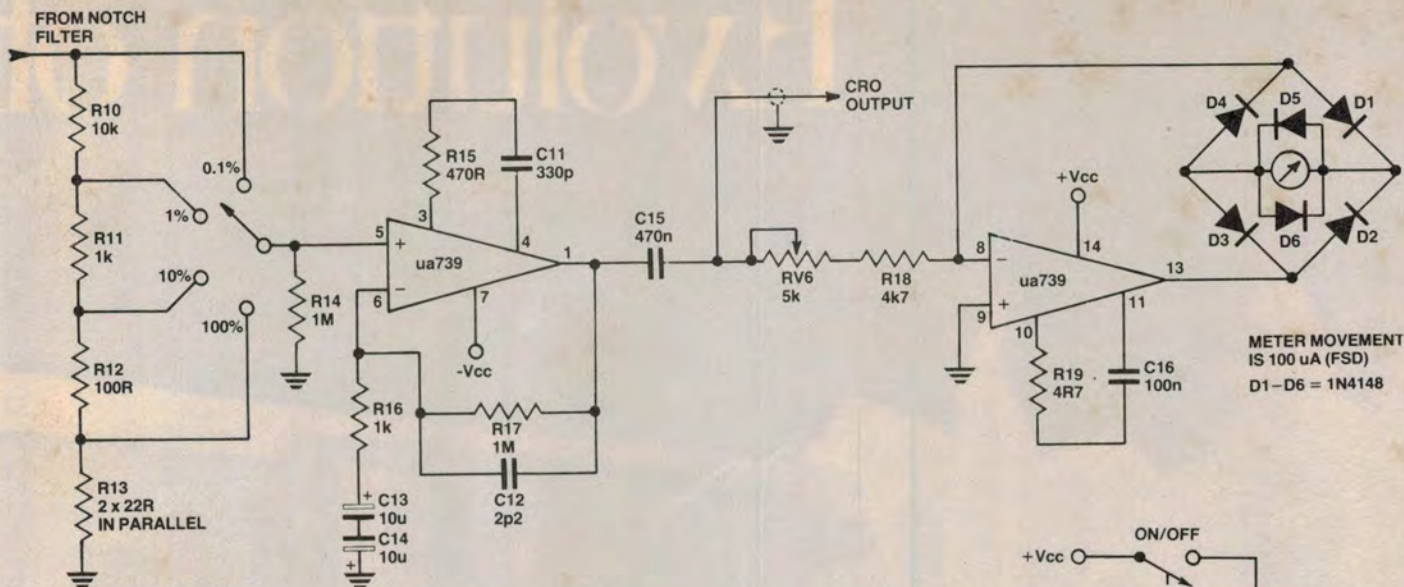 FROM NOTCH
FILTER
R10
10k
0.1%
1%
R11
1k
10%
100%
R12
100R
R13
2 x 22R
IN PARALLEL
R14
1M
R15
470R
C11
330p
3
4
5
+
ua739
1
6
−
7
-Vcc
R16
1k
R17
1M
C12
2p2
+
C13
10u
C14
10u
+
C15
470n
CRO
OUTPUT
RV6
5k
R18
4k7
+Vcc
14
8
−
ua739
13
9
+
10
11
R19
4R7
C16
100n
D4
D5
D1
D3
D6
D2
METER MOVEMENT
IS 100 uA (FSD)
D1–D6 = 1N4148
ON/OFF
+Vcc